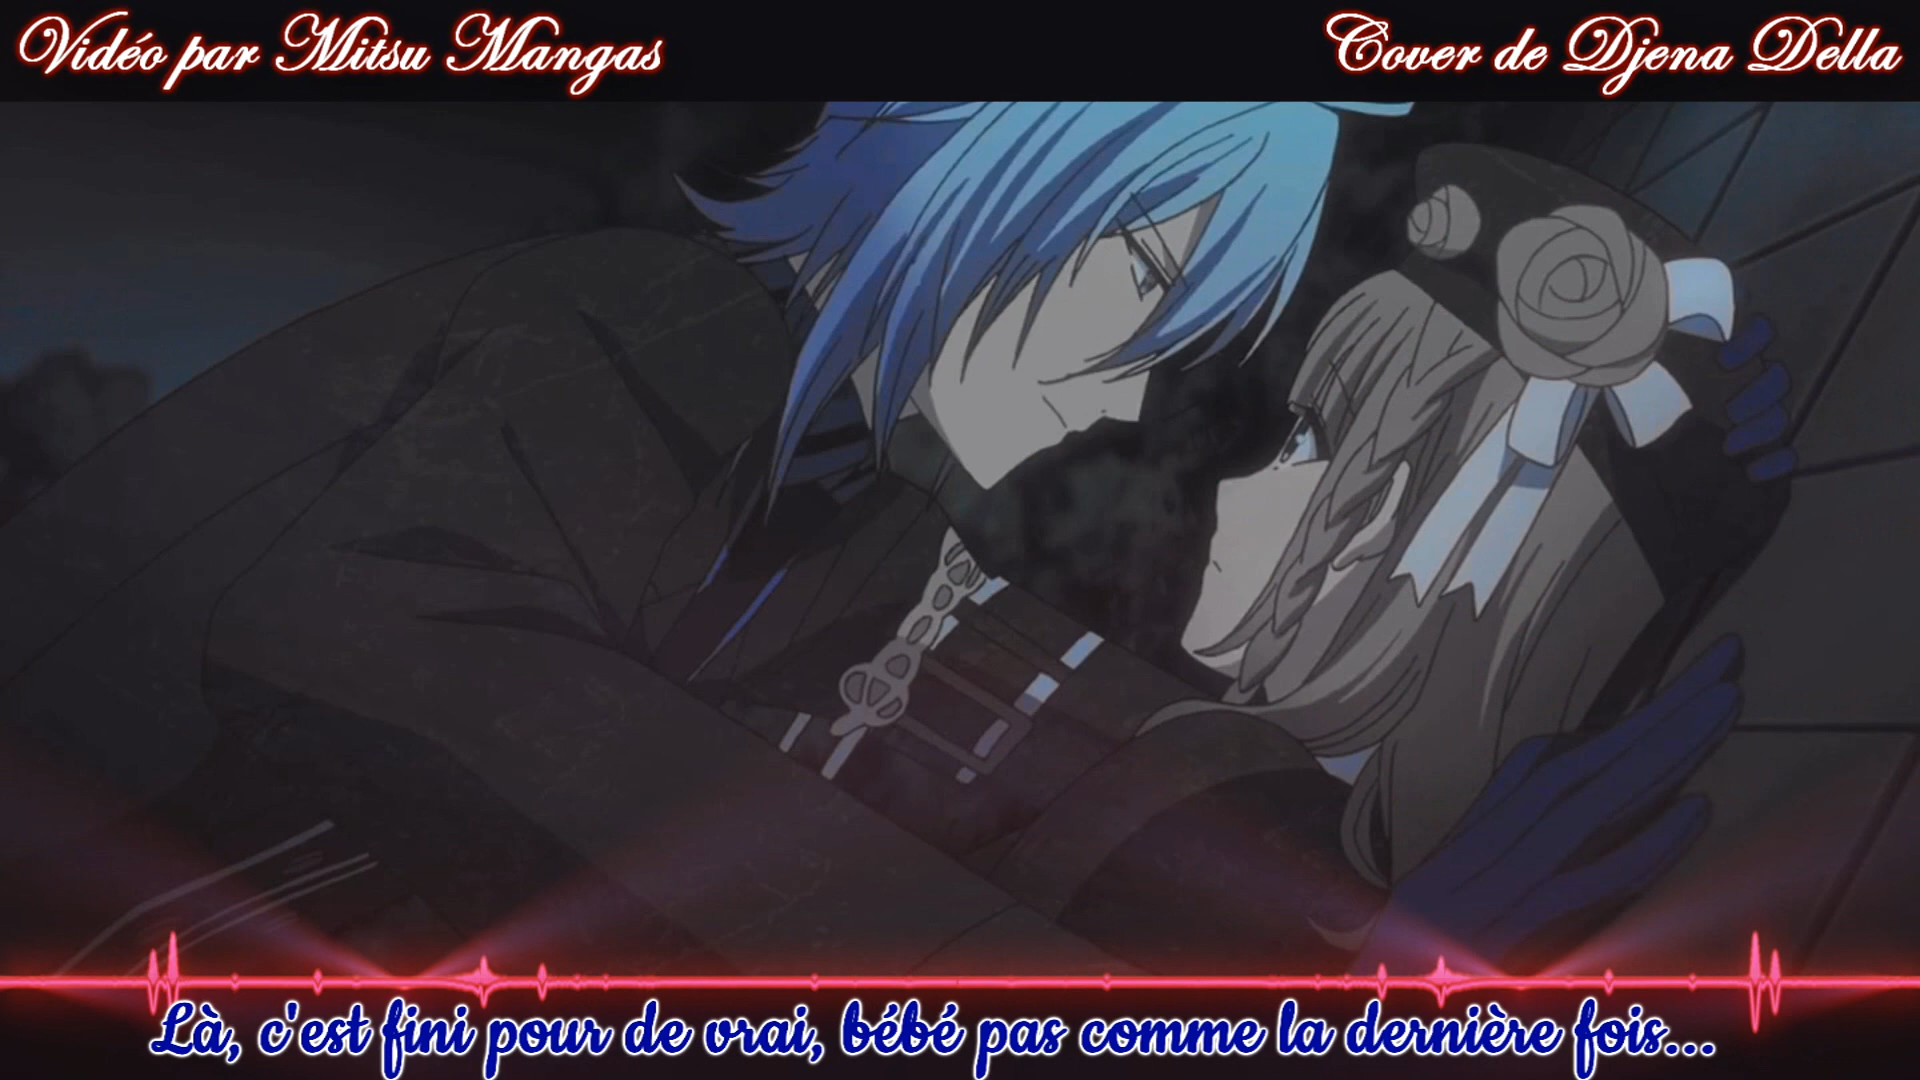 Vidéo par Mitsu Mangas
Cover de Djena Della
Là, c'est fini pour de vrai, bébé pas comme la dernière fois...